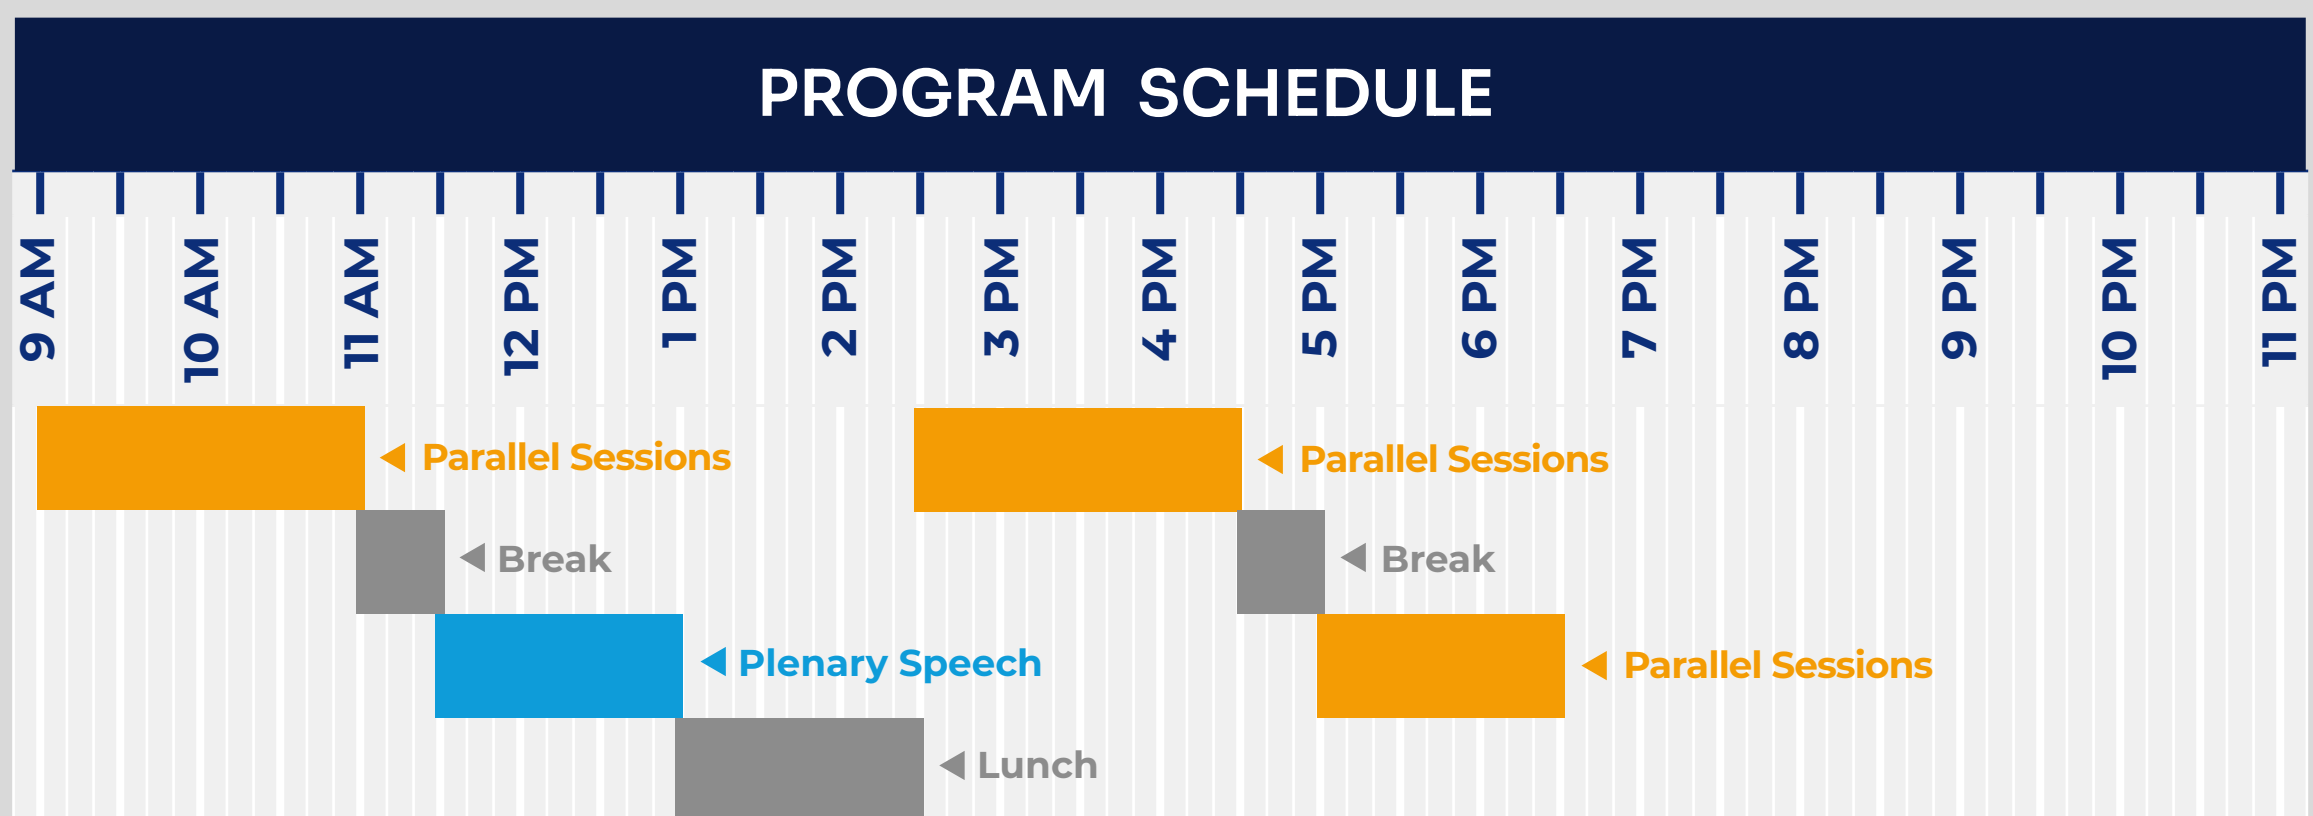 PROGRAM SCHEDULE
9 AM
10 AM
11 AM
12 PM
1 PM
2 PM
3 PM
4 PM
5 PM
6 PM
7 PM
8 PM
9 PM
10 PM
11 PM
Parallel Sessions
Parallel Sessions
Break
Break
Plenary Speech
Parallel Sessions
Lunch